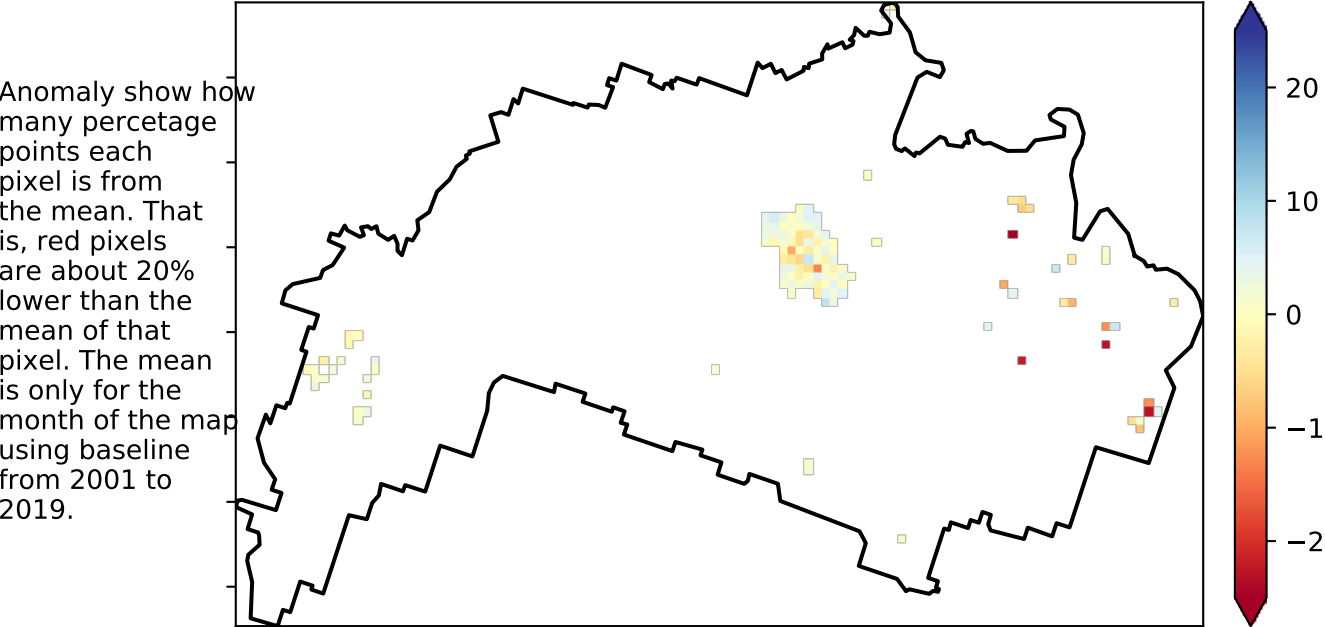 Anomaly show how
many percetage
points each
pixel is from
the mean. That
is, red pixels
are about 20%
lower than the
mean of that
pixel. The mean
is only for the
month of the map
using baseline
from 2001 to
2019.
20
10
0
−1
−2